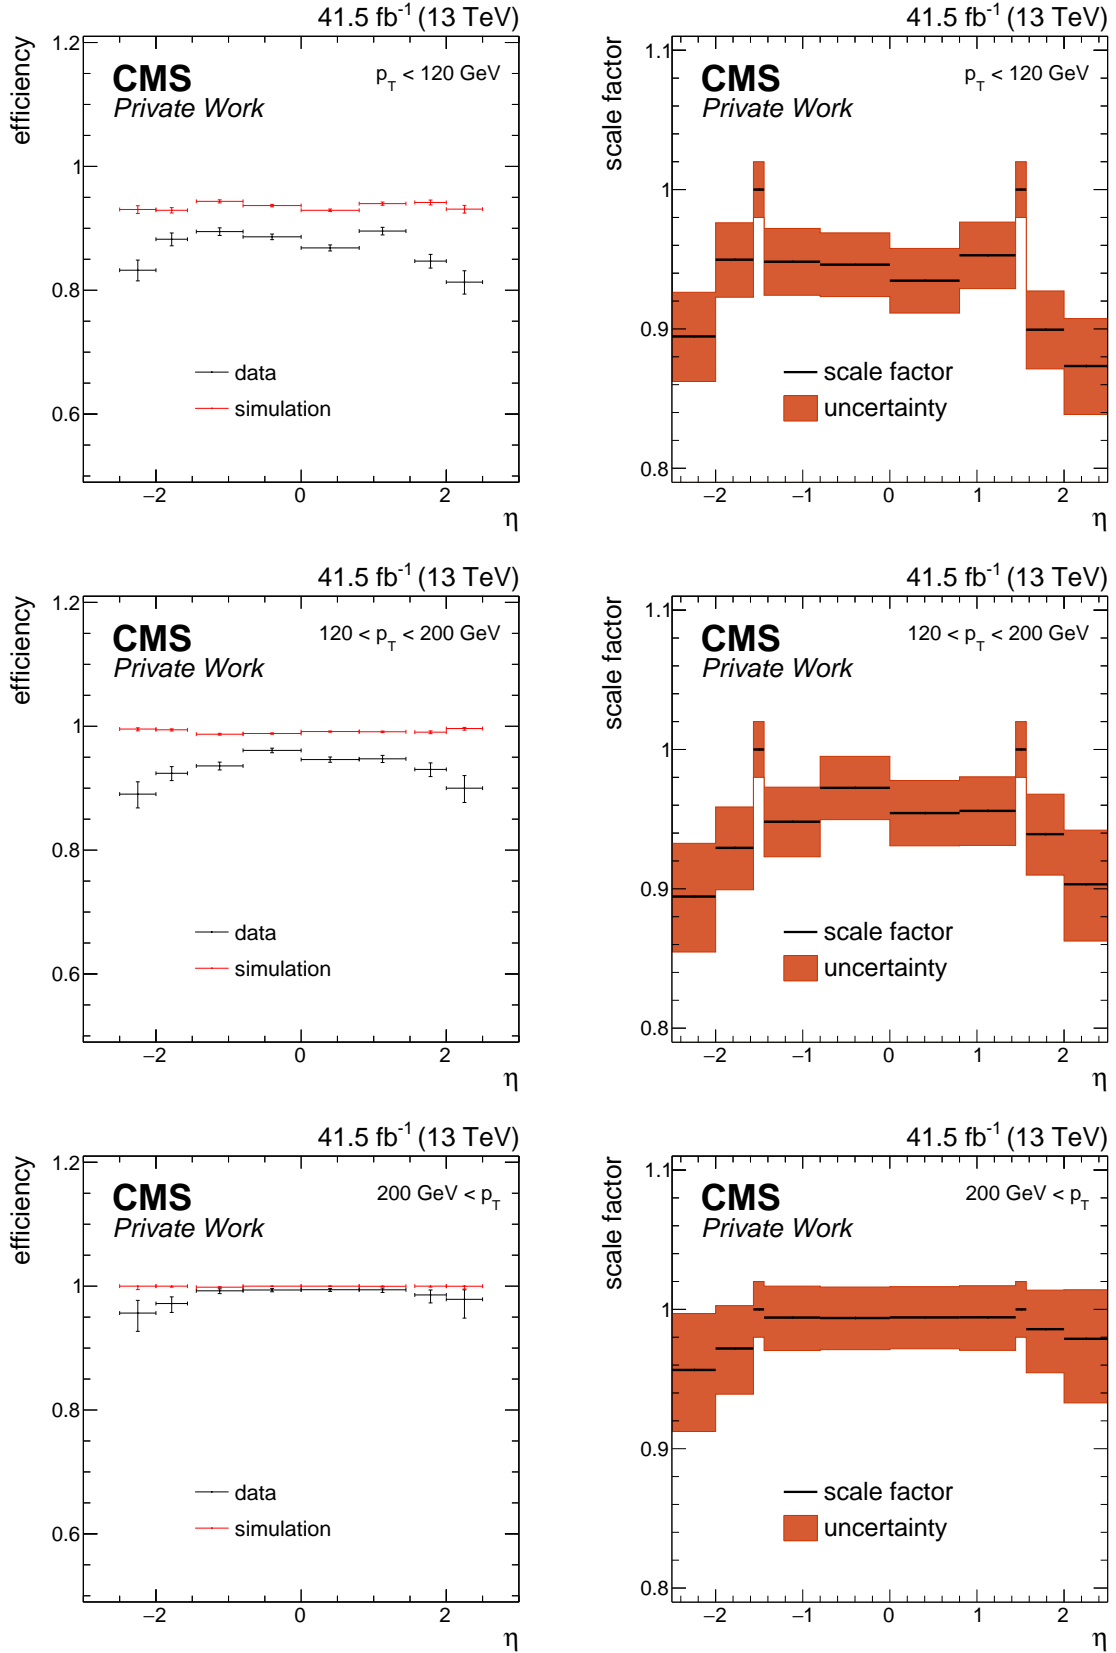 41.5 fb⁻¹ (13 TeV)
efficiency
1.2
1
0.8
0.6
CMS
Private Work
p_T < 120 GeV
data
simulation
−2 0 2
η
41.5 fb⁻¹ (13 TeV)
scale factor
1.1
1
0.9
0.8
CMS
Private Work
p_T < 120 GeV
scale factor
uncertainty
−2 −1 0 1 2
η
41.5 fb⁻¹ (13 TeV)
efficiency
1.2
1
0.8
0.6
CMS
Private Work
120 < p_T < 200 GeV
data
simulation
−2 0 2
η
41.5 fb⁻¹ (13 TeV)
scale factor
1.1
1
0.9
0.8
CMS
Private Work
120 < p_T < 200 GeV
scale factor
uncertainty
−2 −1 0 1 2
η
41.5 fb⁻¹ (13 TeV)
efficiency
1.2
1
0.8
0.6
CMS
Private Work
200 GeV < p_T
data
simulation
−2 0 2
η
41.5 fb⁻¹ (13 TeV)
scale factor
1.1
1
0.9
0.8
CMS
Private Work
200 GeV < p_T
scale factor
uncertainty
−2 −1 0 1 2
η